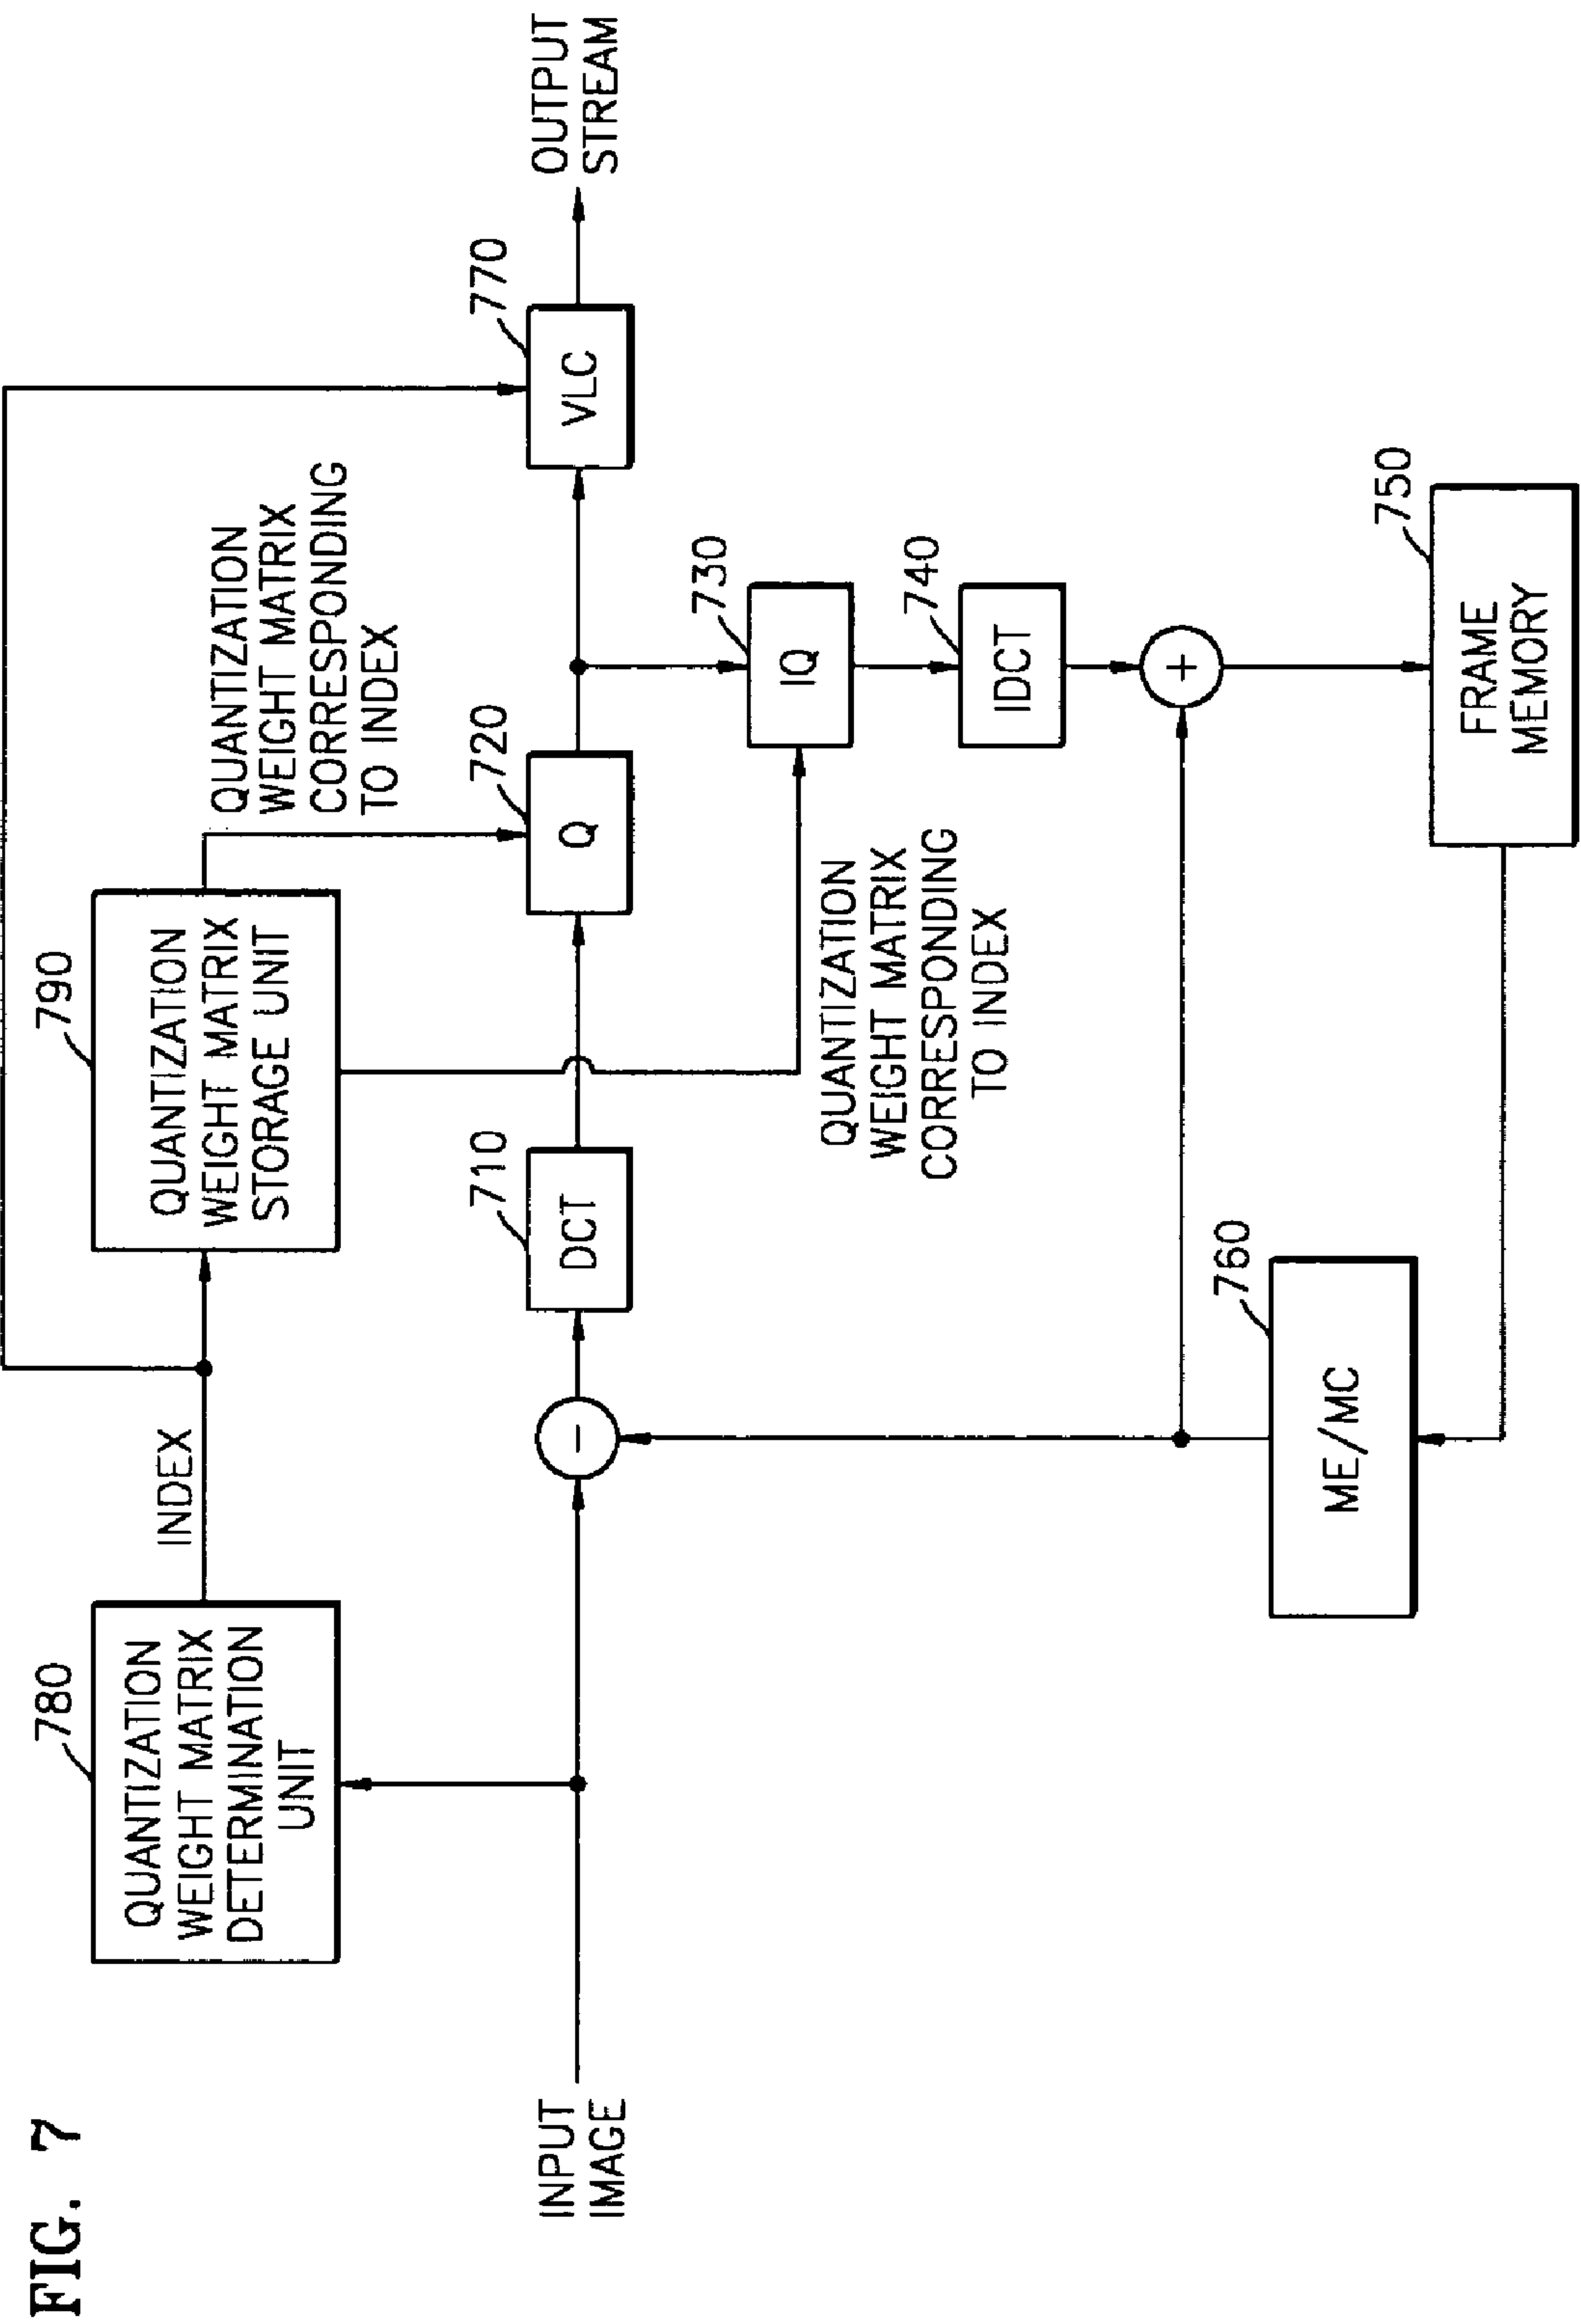 FIG. 7
780
QUANTIZATION
WEIGHT MATRIX
DETERMINATION
UNIT
INDEX
790
QUANTIZATION
WEIGHT MATRIX
STORAGE UNIT
QUANTIZATION
WEIGHT MATRIX
CORRESPONDING
TO INDEX
INPUT
IMAGE
-
710
DCT
720
Q
770
VLC
OUTPUT
STREAM
QUANTIZATION
WEIGHT MATRIX
CORRESPONDING
TO INDEX
730
IQ
740
IDCT
+
760
ME/MC
750
FRAME
MEMORY